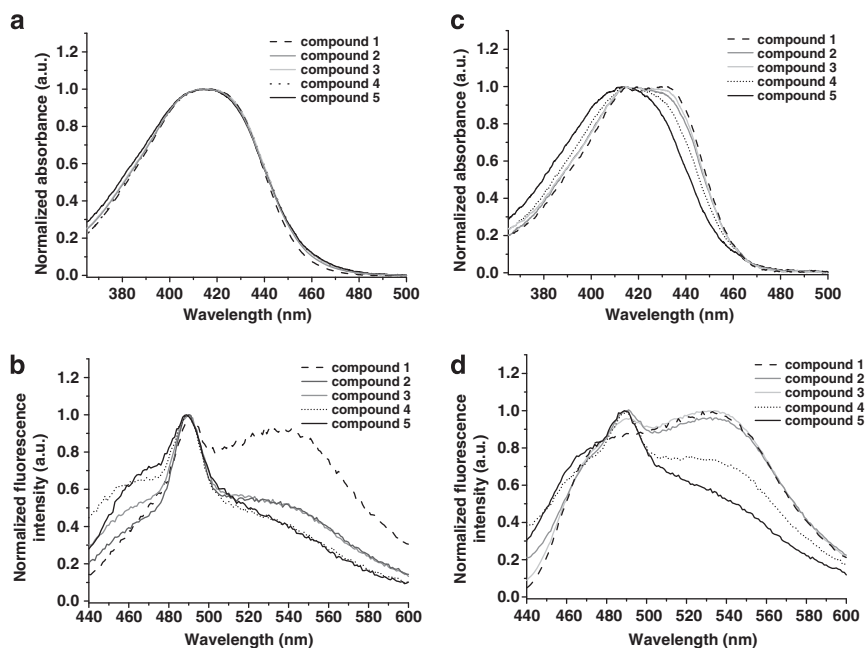 a
Normalized absorbance (a.u.)
1.2
1.0
0.8
0.6
0.4
0.2
0.0
380 400 420 440 460 480 500
Wavelength (nm)
compound 1
compound 2
compound 3
compound 4
compound 5
c
Normalized absorbance (a.u.)
1.2
1.0
0.8
0.6
0.4
0.2
0.0
380 400 420 440 460 480 500
Wavelength (nm)
compound 1
compound 2
compound 3
compound 4
compound 5
b
Normalized fluorescence
intensity (a.u.)
1.2
1.0
0.8
0.6
0.4
0.2
0.0
440 460 480 500 520 540 560 580 600
Wavelength (nm)
compound 1
compound 2
compound 3
compound 4
compound 5
d
Normalized fluorescence
intensity (a.u.)
1.2
1.0
0.8
0.6
0.4
0.2
0.0
440 460 480 500 520 540 560 580 600
Wavelength (nm)
compound 1
compound 2
compound 3
compound 4
compound 5